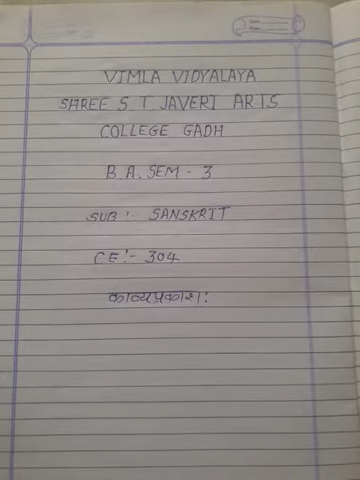 VIMLA VIDYALAYA
SHREE S T JAVERI ARTS
COLLEGE GADH
B.A. SEM - 3
SUB :- SANSKRIT
CE :- 304
काव्यप्रकाश: